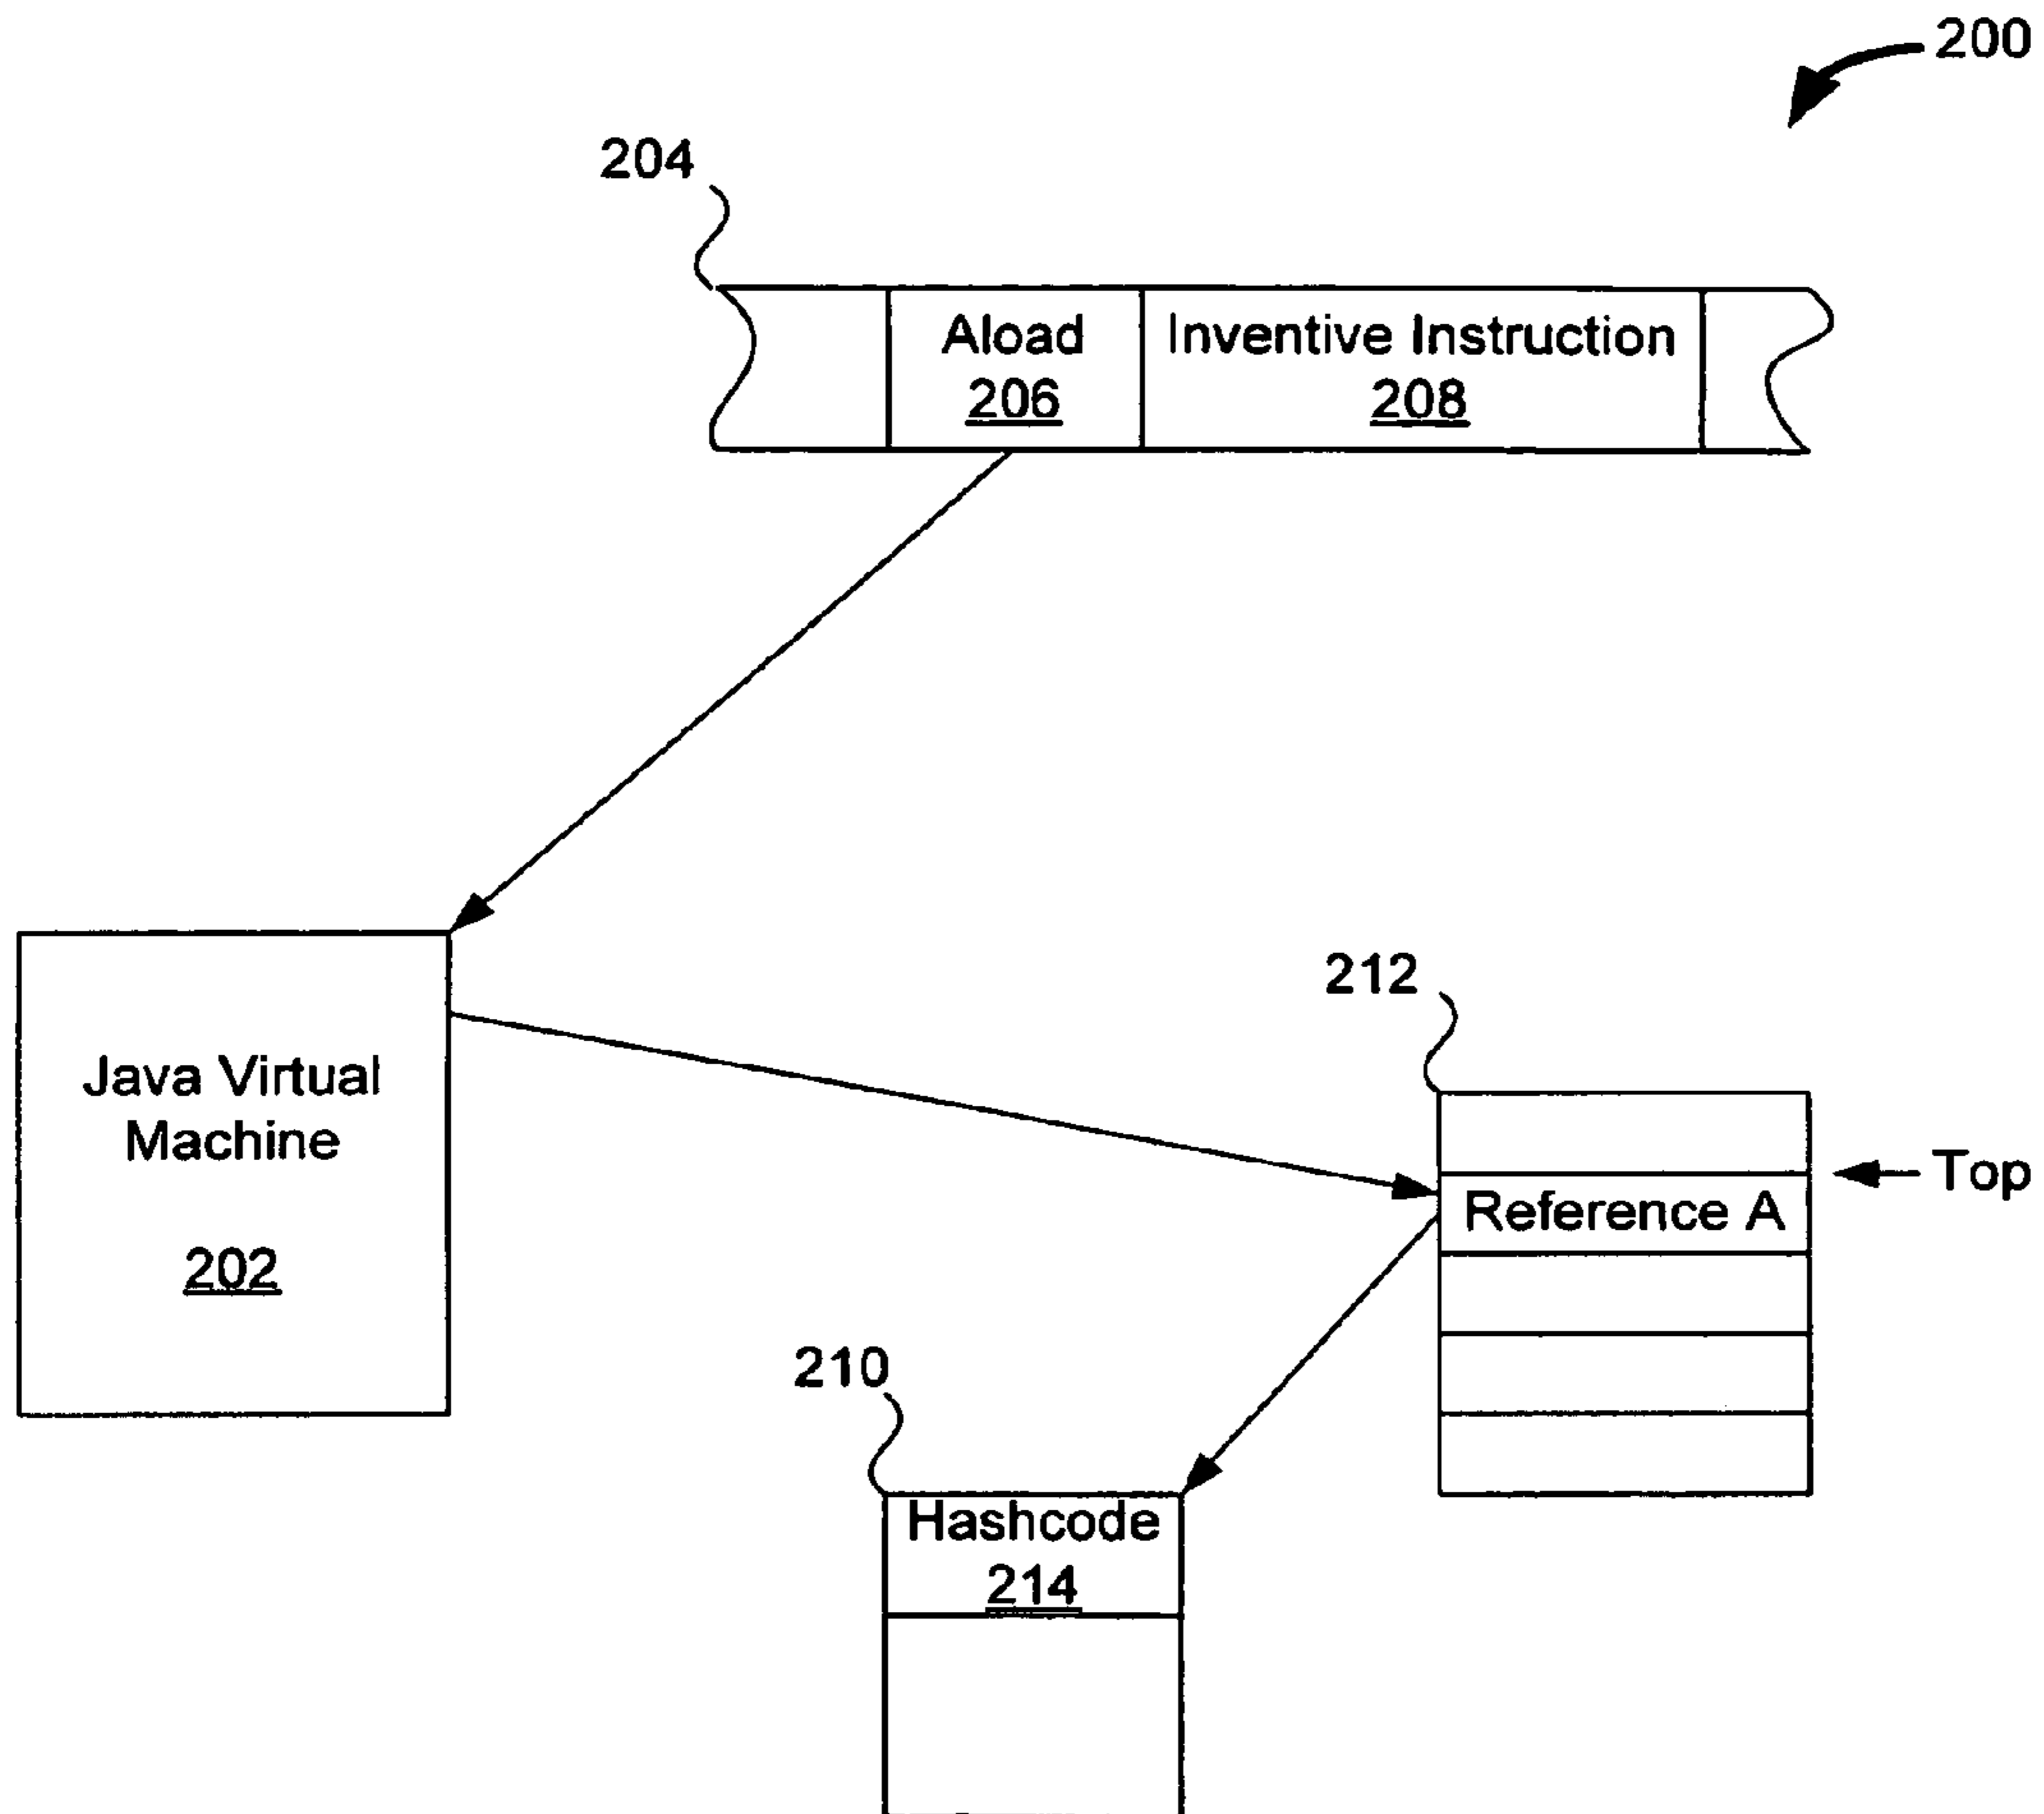 200
204
Aload
206
Inventive Instruction
208
212
Java Virtual
Machine
202
Top
Reference A
210
Hashcode
214